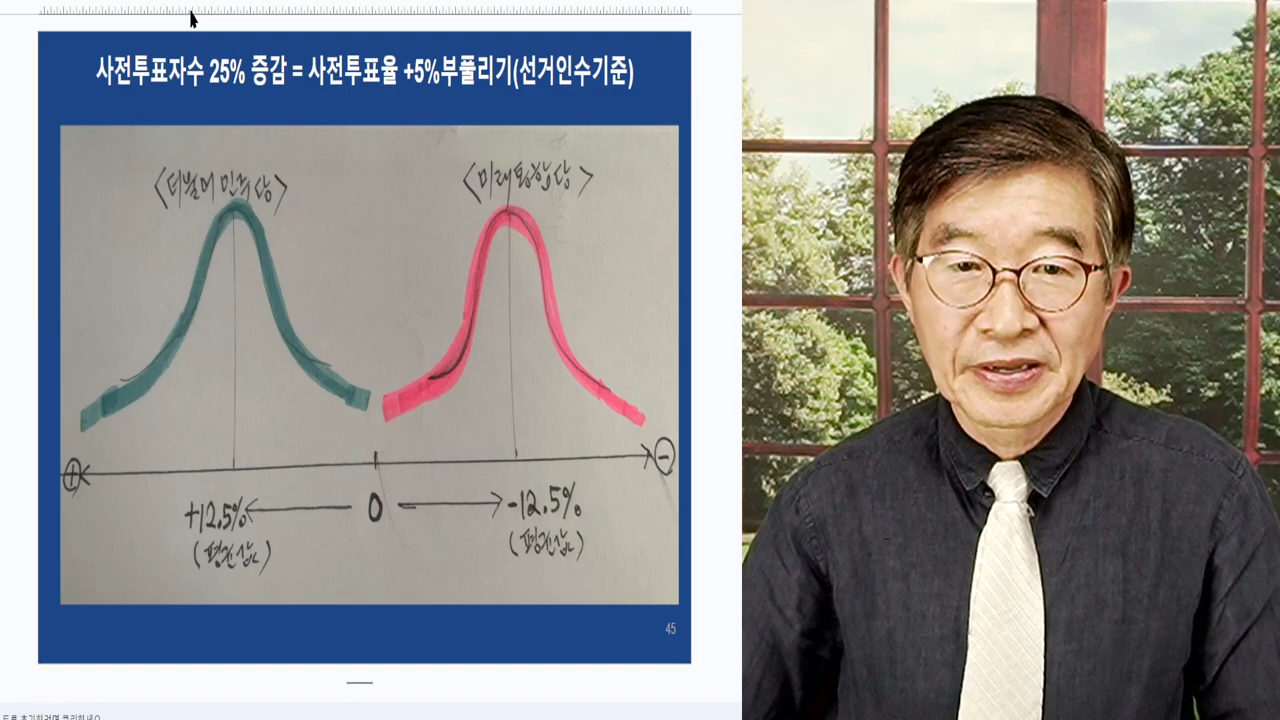 사전투표자수 25% 증감 = 사전투표율 +5%부풀리기(선거인수기준)
<더불어 민주당>
<미래통합당>
+
-
+12.5%
0
-12.5%
(평균값)
(평균값)
45